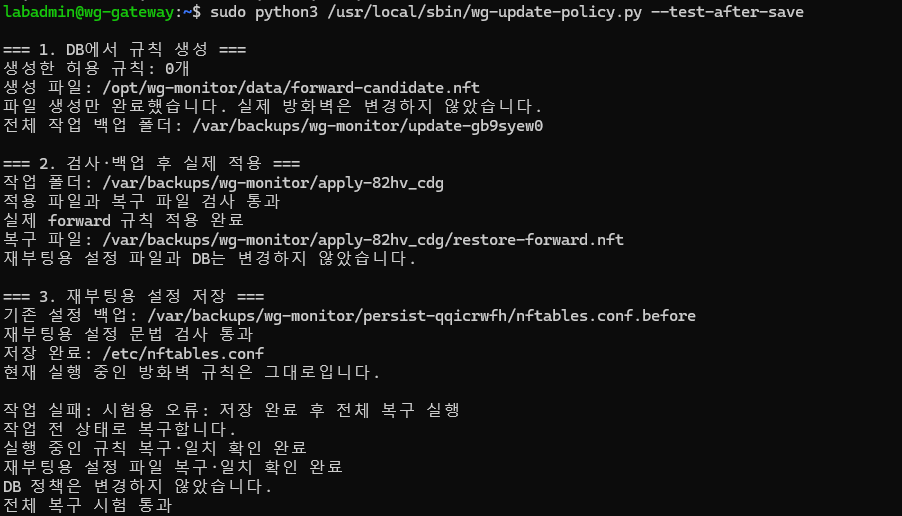 labadmin@wg-gateway:~$ sudo python3 /usr/local/sbin/wg-update-policy.py --test-after-save
=== 1. DB에서 규칙 생성 ===
생성한 허용 규칙: 0개
생성 파일: /opt/wg-monitor/data/forward-candidate.nft
파일 생성만 완료했습니다. 실제 방화벽은 변경하지 않았습니다.
전체 작업 백업 폴더: /var/backups/wg-monitor/update-gb9syew0
=== 2. 검사·백업 후 실제 적용 ===
작업 폴더: /var/backups/wg-monitor/apply-82hv_cdg
적용 파일과 복구 파일 검사 통과
실제 forward 규칙 적용 완료
복구 파일: /var/backups/wg-monitor/apply-82hv_cdg/restore-forward.nft
재부팅용 설정 파일과 DB는 변경하지 않았습니다.
=== 3. 재부팅용 설정 저장 ===
기존 설정 백업: /var/backups/wg-monitor/persist-qqicrwfh/nftables.conf.before
재부팅용 설정 문법 검사 통과
저장 완료: /etc/nftables.conf
현재 실행 중인 방화벽 규칙은 그대로입니다.
작업 실패: 시험용 오류: 저장 완료 후 전체 복구 실행
작업 전 상태로 복구합니다.
실행 중인 규칙 복구·일치 확인 완료
재부팅용 설정 파일 복구·일치 확인 완료
DB 정책은 변경하지 않았습니다.
전체 복구 시험 통과